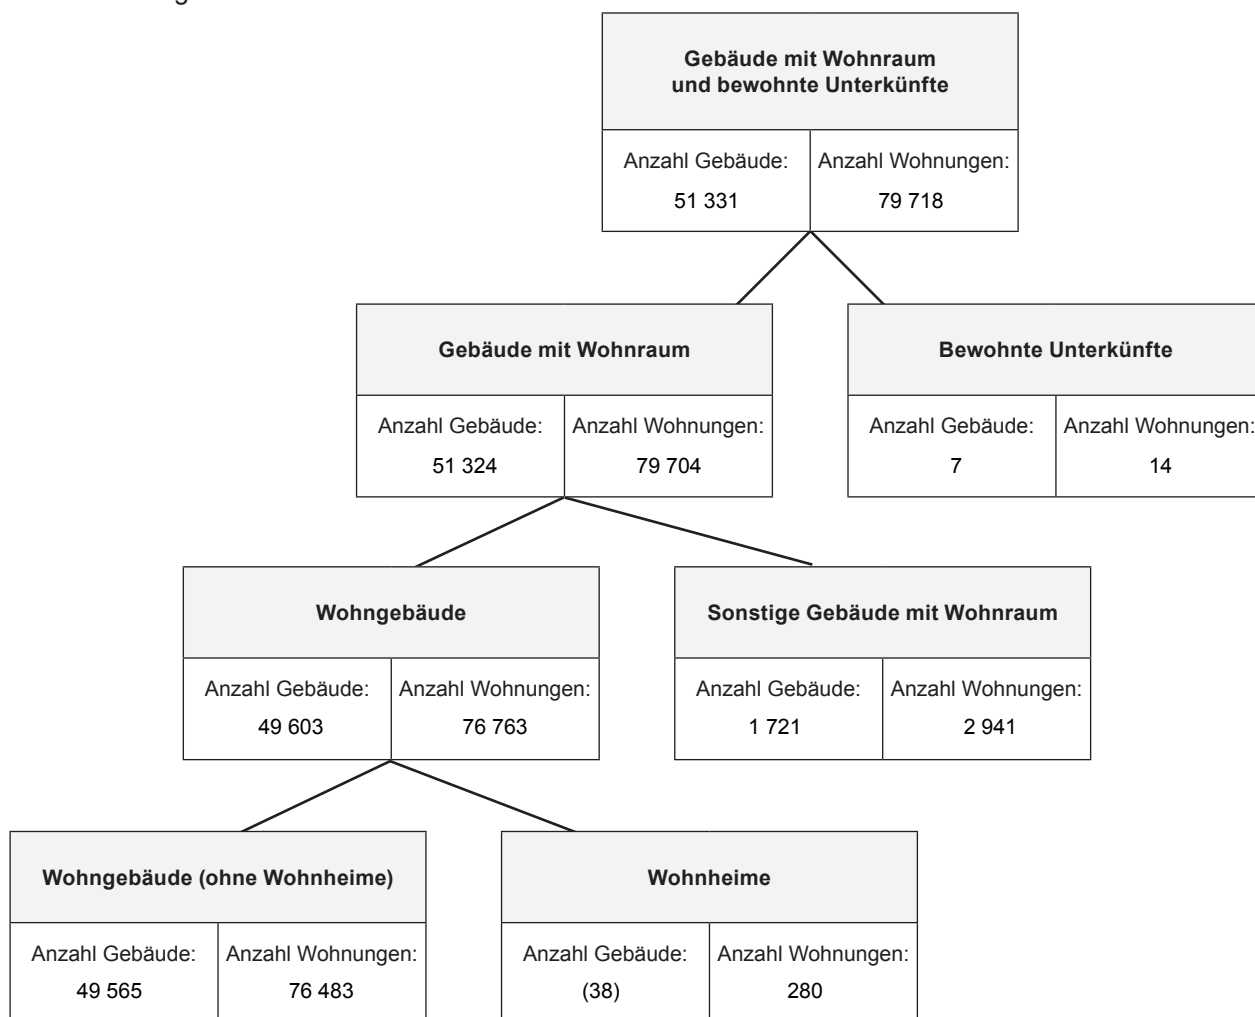 Gebäude mit Wohnraum
und bewohnte Unterkünfte
Anzahl Gebäude: Anzahl Wohnungen:
51 331 79 718
Gebäude mit Wohnraum
Anzahl Gebäude: Anzahl Wohnungen:
51 324 79 704
Bewohnte Unterkünfte
Anzahl Gebäude: Anzahl Wohnungen:
7 14
Wohngebäude
Anzahl Gebäude: Anzahl Wohnungen:
49 603 76 763
Sonstige Gebäude mit Wohnraum
Anzahl Gebäude: Anzahl Wohnungen:
1 721 2 941
Wohngebäude (ohne Wohnheime)
Anzahl Gebäude: Anzahl Wohnungen:
49 565 76 483
Wohnheime
Anzahl Gebäude: Anzahl Wohnungen:
(38) 280